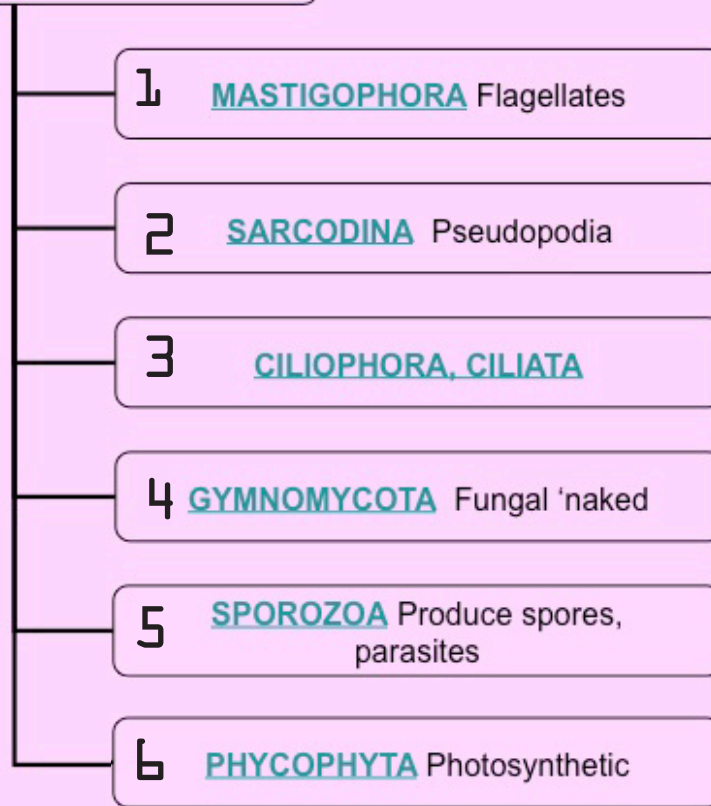 1 MASTIGOPHORA Flagellates
2 SARCODINA Pseudopodia
3 CILIOPHORA, CILIATA
4 GYMNOMYCOTA Fungal ‘naked
5 SPOROZOA Produce spores,
parasites
6 PHYCOPHYTA Photosynthetic